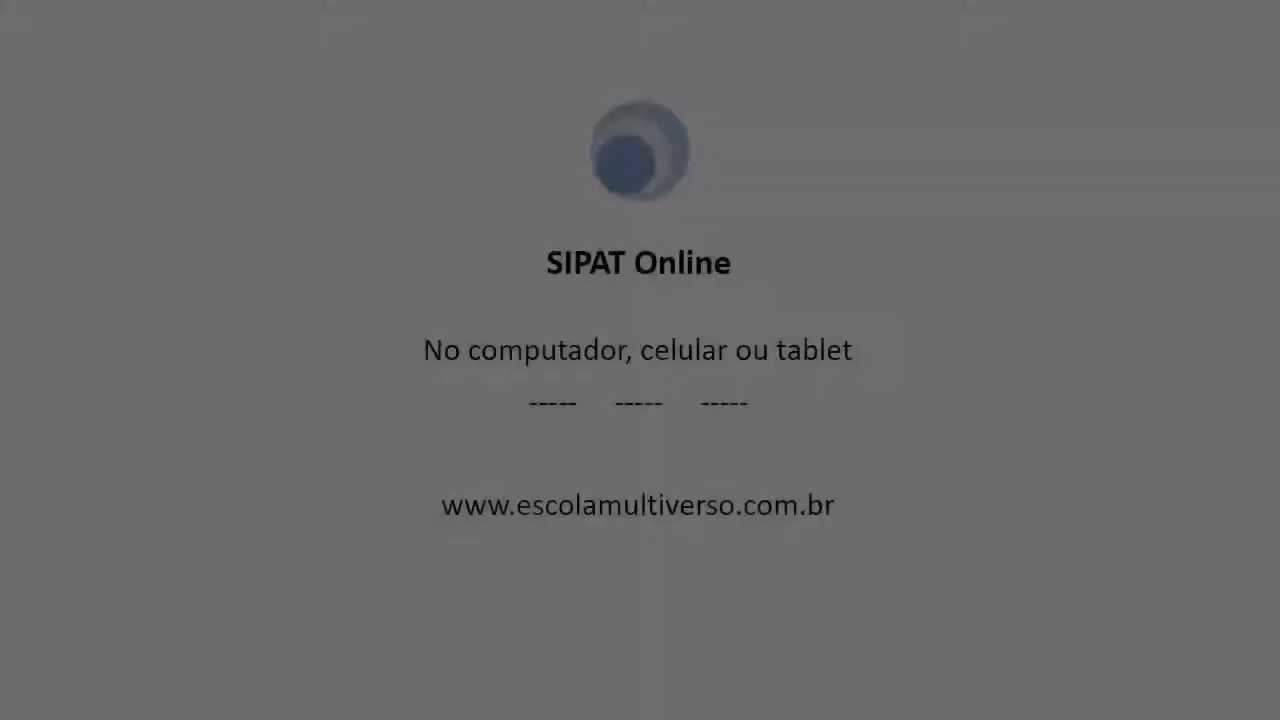 SIPAT Online
No computador, celular ou tablet
----- ----- -----
www.escolamultiverso.com.br